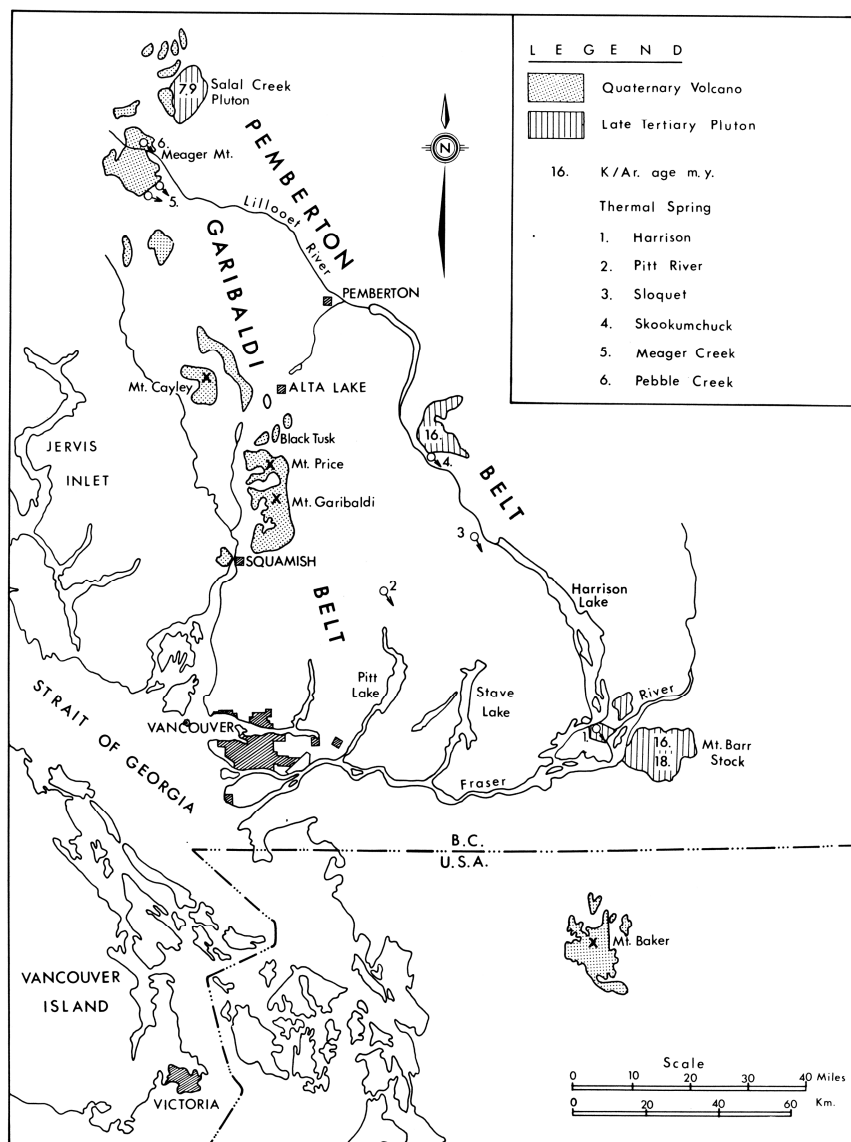 LEGEND
Quaternary Volcano
Late Tertiary Pluton
16. K/Ar. age m.y.
Thermal Spring
1. Harrison
2. Pitt River
3. Sloquet
4. Skookumchuck
5. Meager Creek
6. Pebble Creek
7.9
Salal Creek
Pluton
N
PEMBERTON
BELT
6.
Meager Mt.
5.
Lillooet
River
GARIBALDI
BELT
PEMBERTON
Mt. Cayley
ALTA LAKE
16.
4.
Black Tusk
Mt. Price
Mt. Garibaldi
JERVIS
INLET
3
SQUAMISH
2
Harrison
Lake
Pitt
Lake
Stave
Lake
River
STRAIT OF GEORGIA
VANCOUVER
1.
16.
18.
Mt. Barr
Stock
Fraser
B.C.
U.S.A.
Mt. Baker
VANCOUVER
ISLAND
VICTORIA
Scale
0 10 20 30 40 Miles
0 20 40 60 Km.